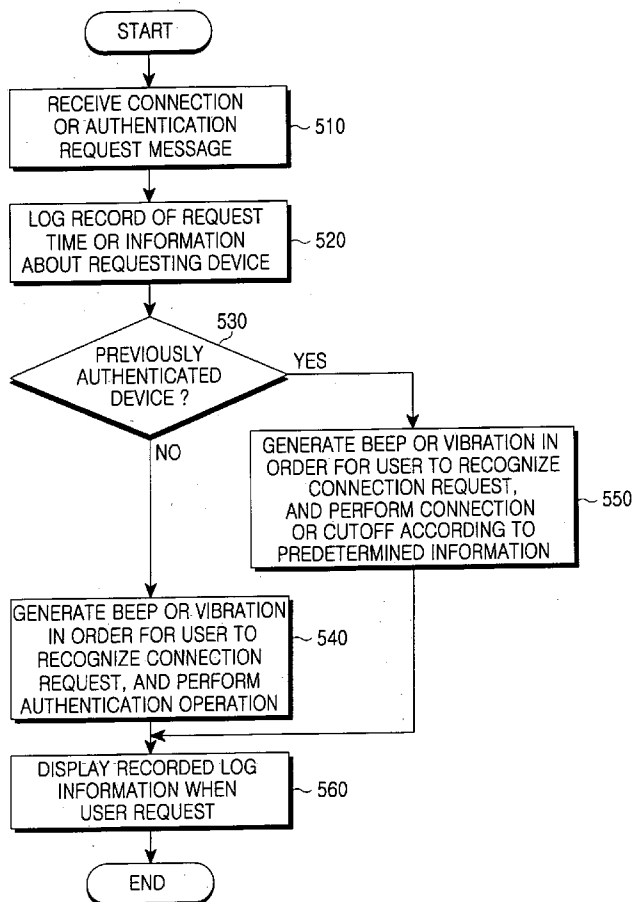 START
RECEIVE CONNECTION
OR AUTHENTICATION
REQUEST MESSAGE
510
LOG RECORD OF REQUEST
TIME OR INFORMATION
ABOUT REQUESTING DEVICE
520
530
PREVIOUSLY
AUTHENTICATED
DEVICE ?
YES
NO
GENERATE BEEP OR VIBRATION IN
ORDER FOR USER TO RECOGNIZE
CONNECTION REQUEST,
AND PERFORM CONNECTION
OR CUTOFF ACCORDING TO
PREDETERMINED INFORMATION
550
GENERATE BEEP OR VIBRATION
IN ORDER FOR USER TO
RECOGNIZE CONNECTION
REQUEST, AND PERFORM
AUTHENTICATION OPERATION
540
DISPLAY RECORDED LOG
INFORMATION WHEN
USER REQUEST
560
END